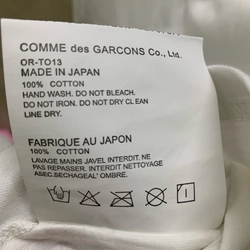 COMME des GARCONS Co., Ltd.
OR-TO13
MADE IN JAPAN
100% COTTON
HAND WASH. DO NOT BLEACH.
DO NOT IRON. DO NOT DRY CLEAN
LINE DRY.
FABRIQUE AU JAPON
100% COTTON
LAVAGE MAINS JAVEL INTERDIT. NE
PAS REPASSER. INTERDIT NETTOYAGE
ASEC. SECHAGEAL' OMBRE.